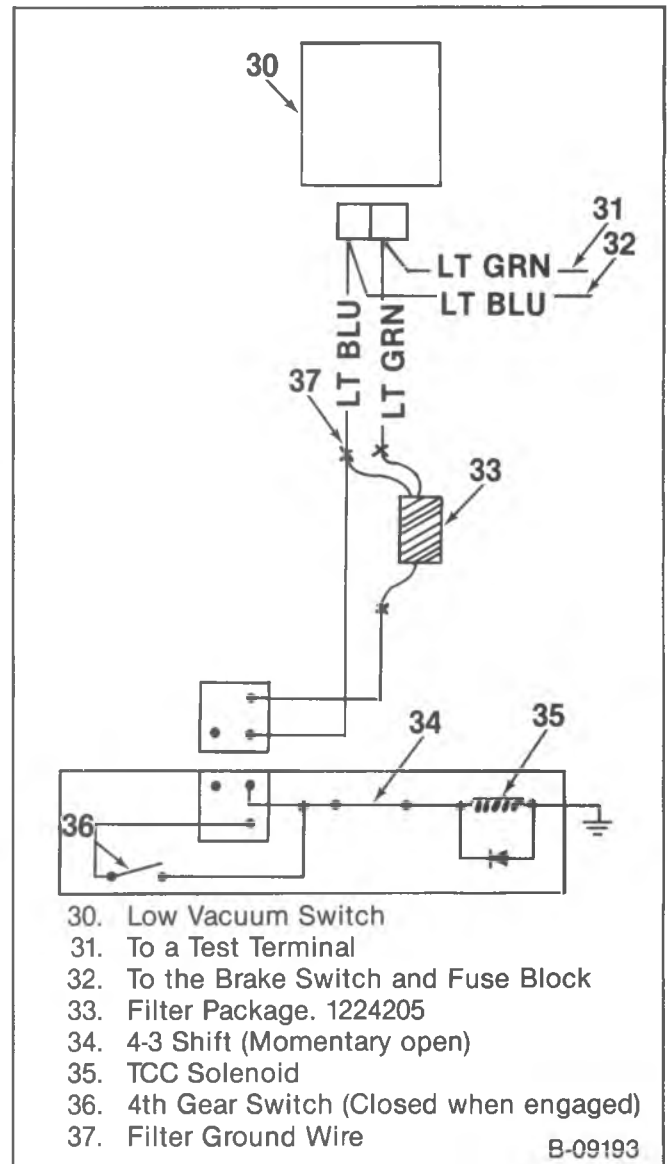 30
31
32
LT GRN
LT BLU
LT BLU
LT GRN
37
33
34
35
36
30. Low Vacuum Switch
31. To a Test Terminal
32. To the Brake Switch and Fuse Block
33. Filter Package. 1224205
34. 4-3 Shift (Momentary open)
35. TCC Solenoid
36. 4th Gear Switch (Closed when engaged)
37. Filter Ground Wire
B-09193